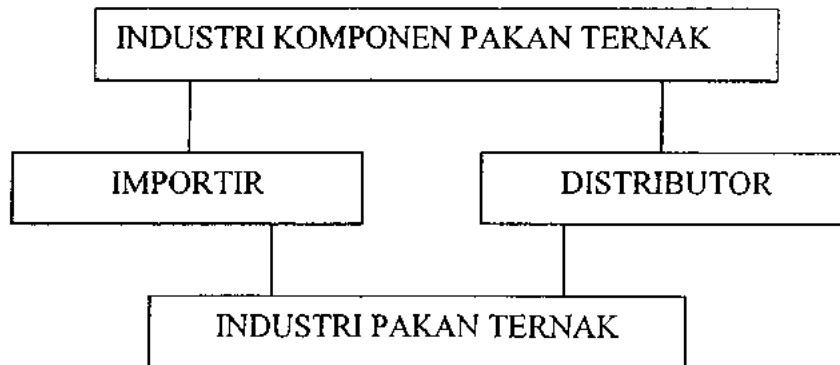 INDUSTRI KOMPONEN PAKAN TERNAK
IMPORTIR
DISTRIBUTOR
INDUSTRI PAKAN TERNAK